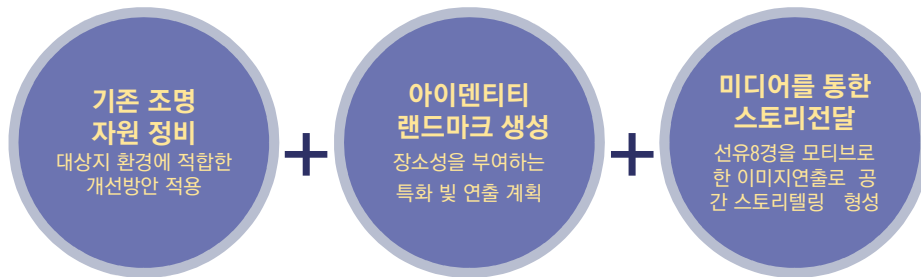 기존 조명
자원 정비
대상지 환경에 적합한
개선방안 적용
+
아이덴티티
랜드마크 생성
장소성을 부여하는
특화 빛 연출 계획
+
미디어를 통한
스토리전달
선유8경을 모티브로
한 이미지연출로 공
간 스토리텔링 형성